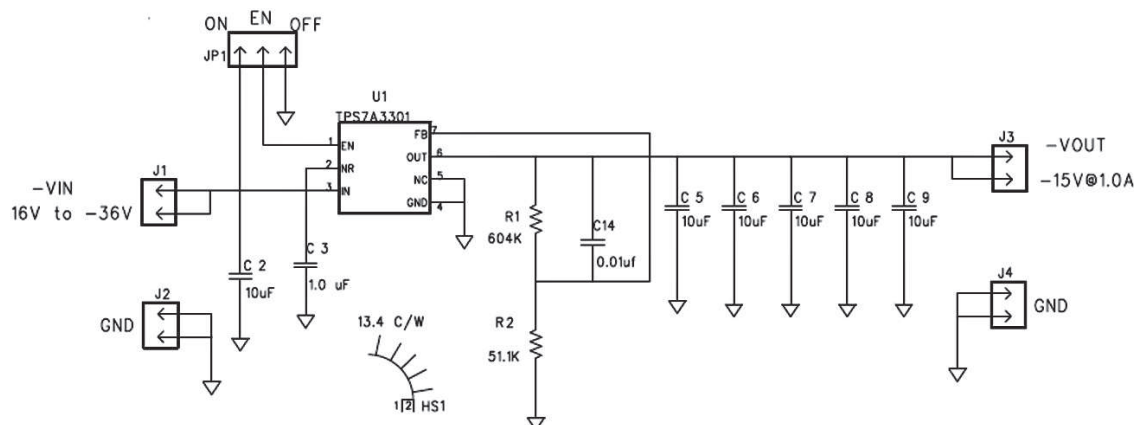 ON EN OFF
JP1
U1
TPS7A3301
1 EN
2 NR
3 IN
FB 7
OUT 6
NC 5
GND 4
J1
-VIN
16V to -36V
J2
GND
C 2
10uF
C 3
1.0 uF
13.4 C/W
1 2 HS1
R1
604K
C14
0.01uf
R2
51.1K
C 5
10uF
C 6
10uF
C 7
10uF
C 8
10uF
C 9
10uF
J3
-VOUT
-15V@1.0A
J4
GND